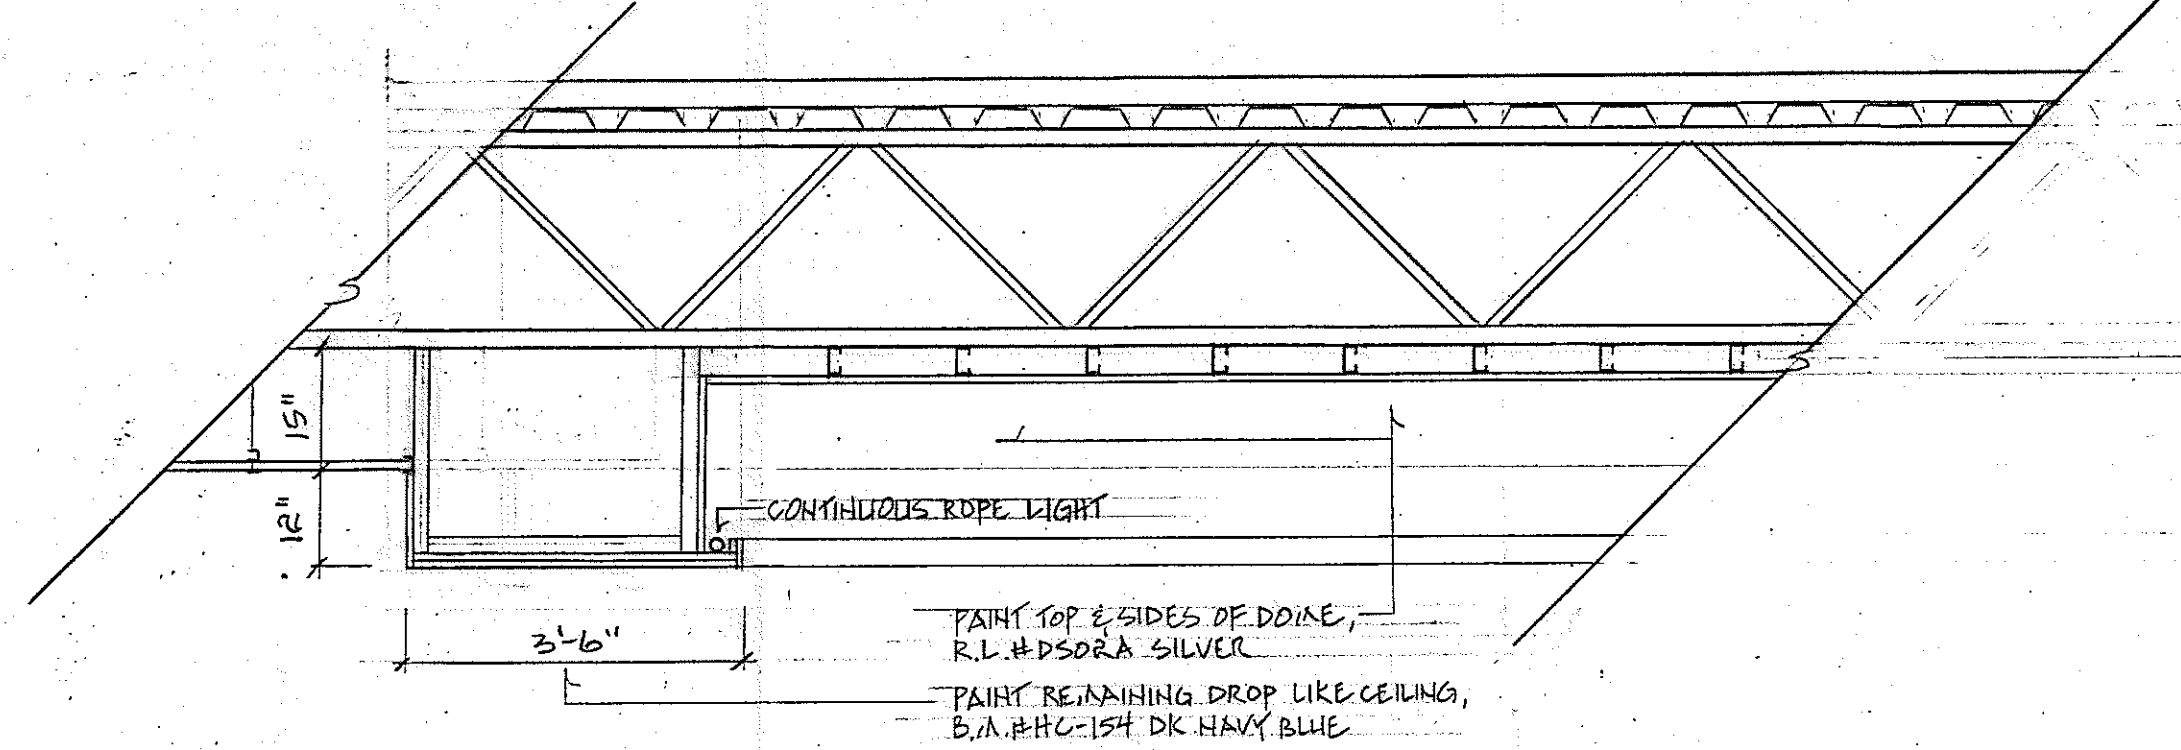 15"
12"
CONTINUOUS ROPE LIGHT
3'-6"
PAINT TOP & SIDES OF DOME,
R.L. #DS02A SILVER
PAINT REMAINING DROP LIKE CEILING,
B.M. #HC-154 DK NAVY BLUE